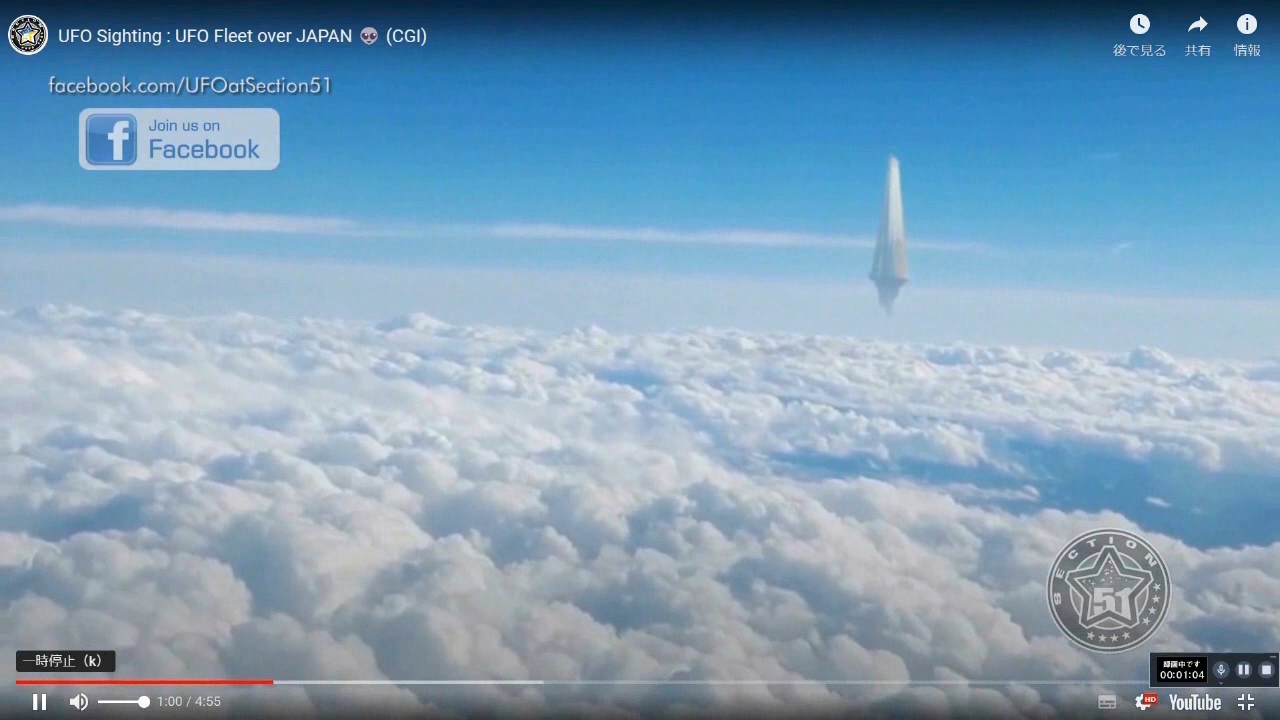 UFO Sighting : UFO Fleet over JAPAN 👽 (CGI)
後で見る
共有
情報
facebook.com/UFOatSection51
f
Join us on
Facebook
SECTION
51
一時停止（k）
録画中です
00:01:04
1:00 / 4:55
HD
YouTube